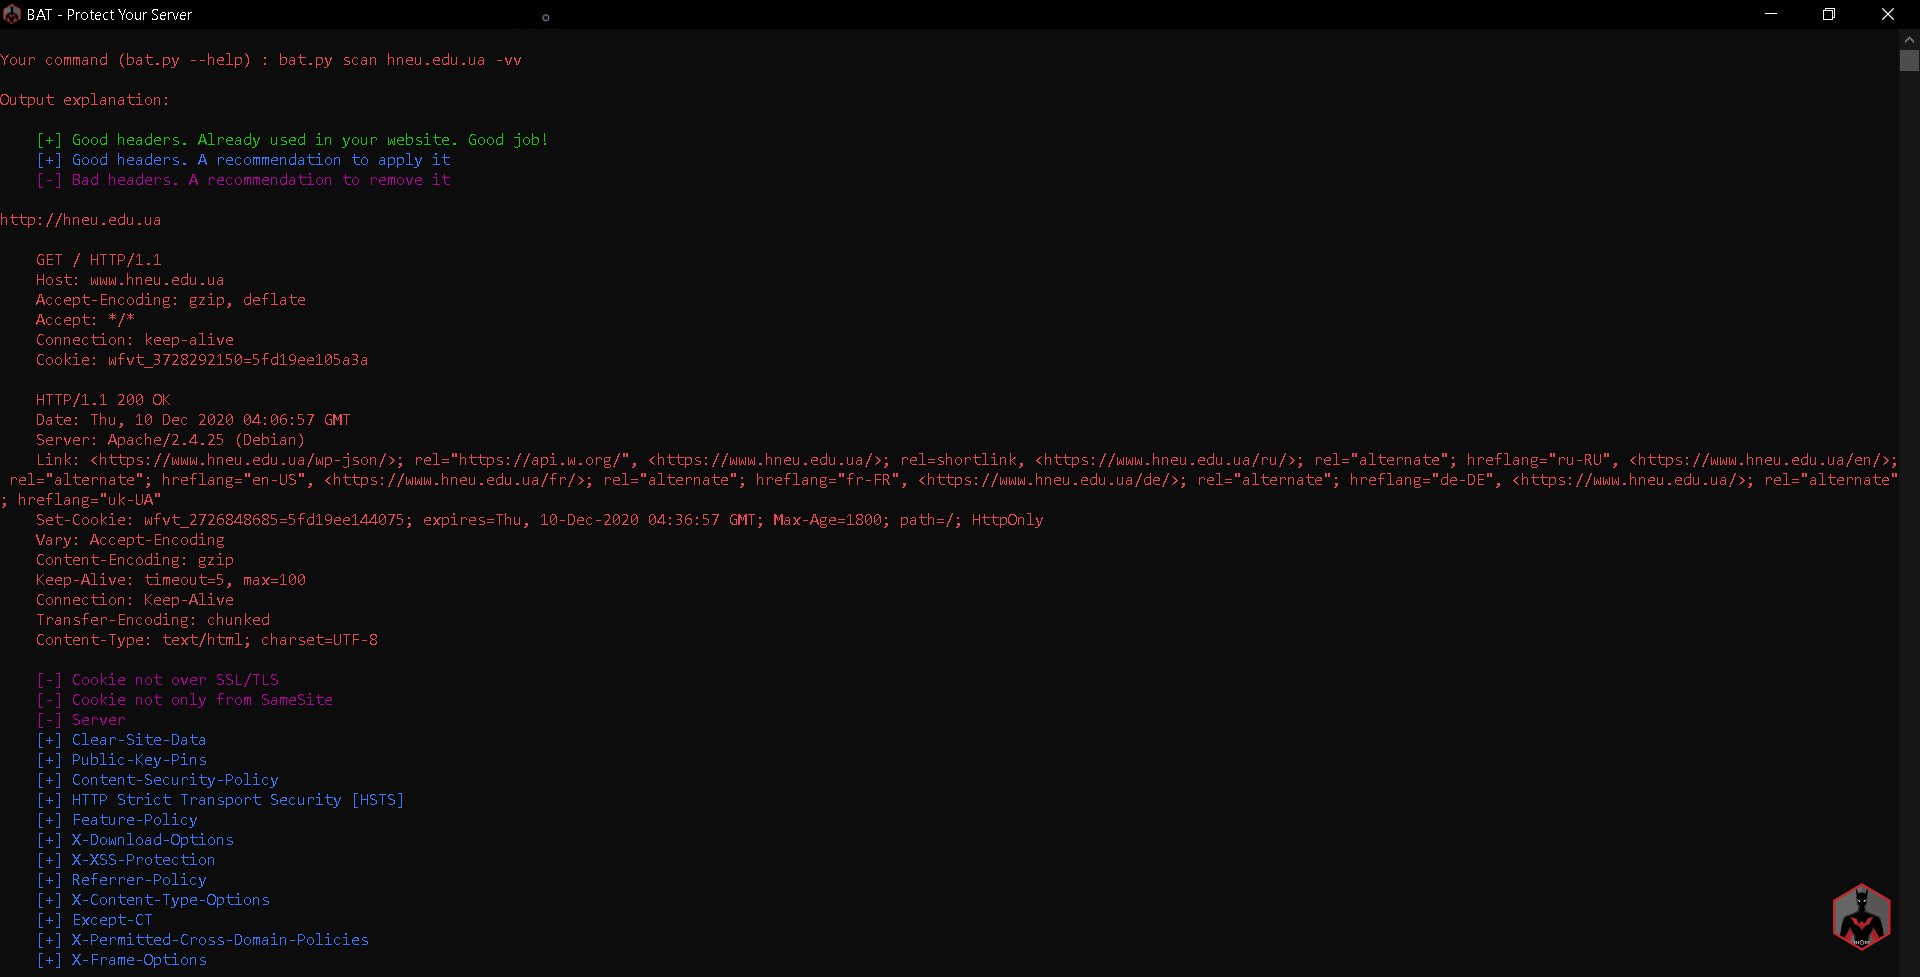 BAT - Protect Your Server
Your command (bat.py --help) : bat.py scan hneu.edu.ua -vv
Output explanation:
[+] Good headers. Already used in your website. Good job!
[+] Good headers. A recommendation to apply it
[-] Bad headers. A recommendation to remove it
http://hneu.edu.ua
GET / HTTP/1.1
Host: www.hneu.edu.ua
Accept-Encoding: gzip, deflate
Accept: */*
Connection: keep-alive
Cookie: wfvt_3728292150=5fd19ee105a3a
HTTP/1.1 200 OK
Date: Thu, 10 Dec 2020 04:06:57 GMT
Server: Apache/2.4.25 (Debian)
Link: <https://www.hneu.edu.ua/wp-json/>; rel="https://api.w.org/", <https://www.hneu.edu.ua/>; rel=shortlink, <https://www.hneu.edu.ua/ru/>; rel="alternate"; hreflang="ru-RU", <https://www.hneu.edu.ua/en/>;
rel="alternate"; hreflang="en-US", <https://www.hneu.edu.ua/fr/>; rel="alternate"; hreflang="fr-FR", <https://www.hneu.edu.ua/de/>; rel="alternate"; hreflang="de-DE", <https://www.hneu.edu.ua/>; rel="alternate"
; hreflang="uk-UA"
Set-Cookie: wfvt_2726848685=5fd19ee144075; expires=Thu, 10-Dec-2020 04:36:57 GMT; Max-Age=1800; path=/; HttpOnly
Vary: Accept-Encoding
Content-Encoding: gzip
Keep-Alive: timeout=5, max=100
Connection: Keep-Alive
Transfer-Encoding: chunked
Content-Type: text/html; charset=UTF-8
[-] Cookie not over SSL/TLS
[-] Cookie not only from SameSite
[-] Server
[+] Clear-Site-Data
[+] Public-Key-Pins
[+] Content-Security-Policy
[+] HTTP Strict Transport Security [HSTS]
[+] Feature-Policy
[+] X-Download-Options
[+] X-XSS-Protection
[+] Referrer-Policy
[+] X-Content-Type-Options
[+] Except-CT
[+] X-Permitted-Cross-Domain-Policies
[+] X-Frame-Options